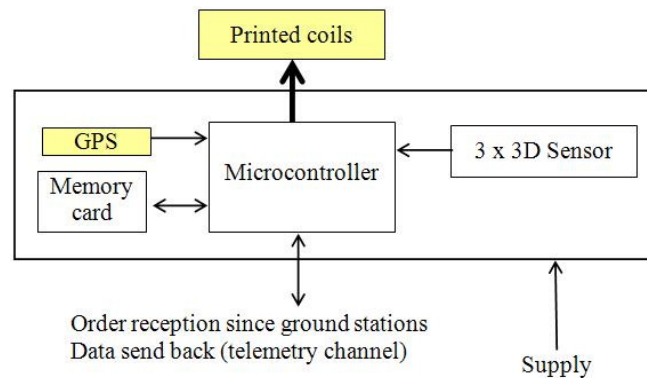 Printed coils
GPS
Memory
card
Microcontroller
3 x 3D Sensor
Order reception since ground stations
Data send back (telemetry channel)
Supply